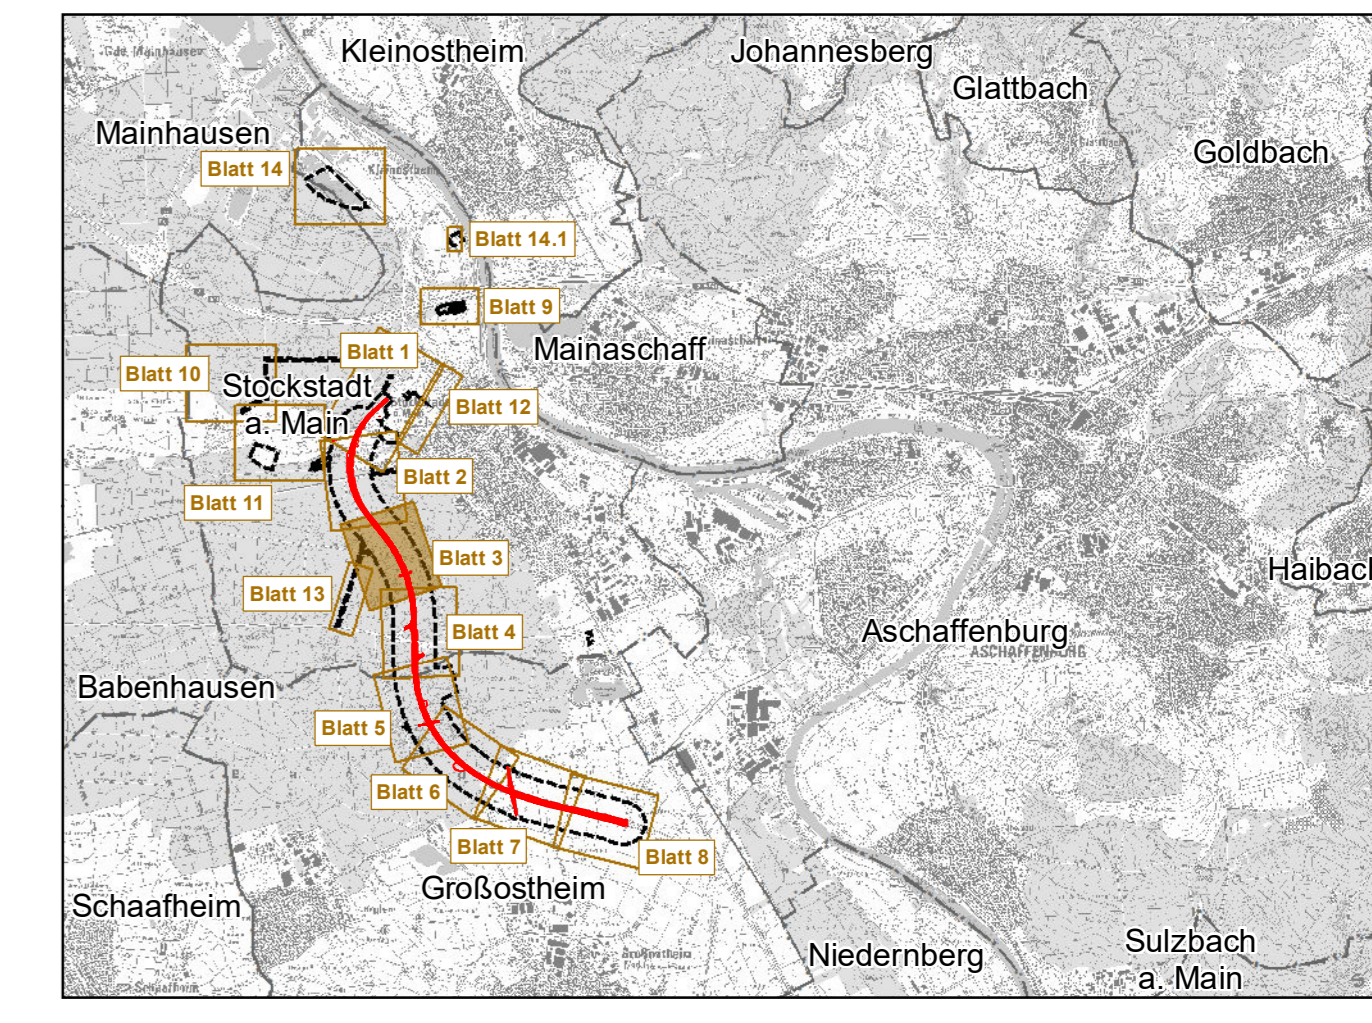 Kleinostheim
Johannesberg
Glattbach
Mainhausen
Goldbach
Blatt 14
Blatt 14.1
Blatt 9
Mainaschaff
Blatt 1
Blatt 10
Stockstadt
a. Main
Blatt 12
Blatt 2
Blatt 11
Blatt 3
Haibach
Blatt 13
Blatt 4
Aschaffenburg
ASCHAFFENBURG
Babenhausen
Blatt 5
Blatt 6
Blatt 7
Blatt 8
Großostheim
Schaafheim
Niedernberg
Sulzbach
a. Main